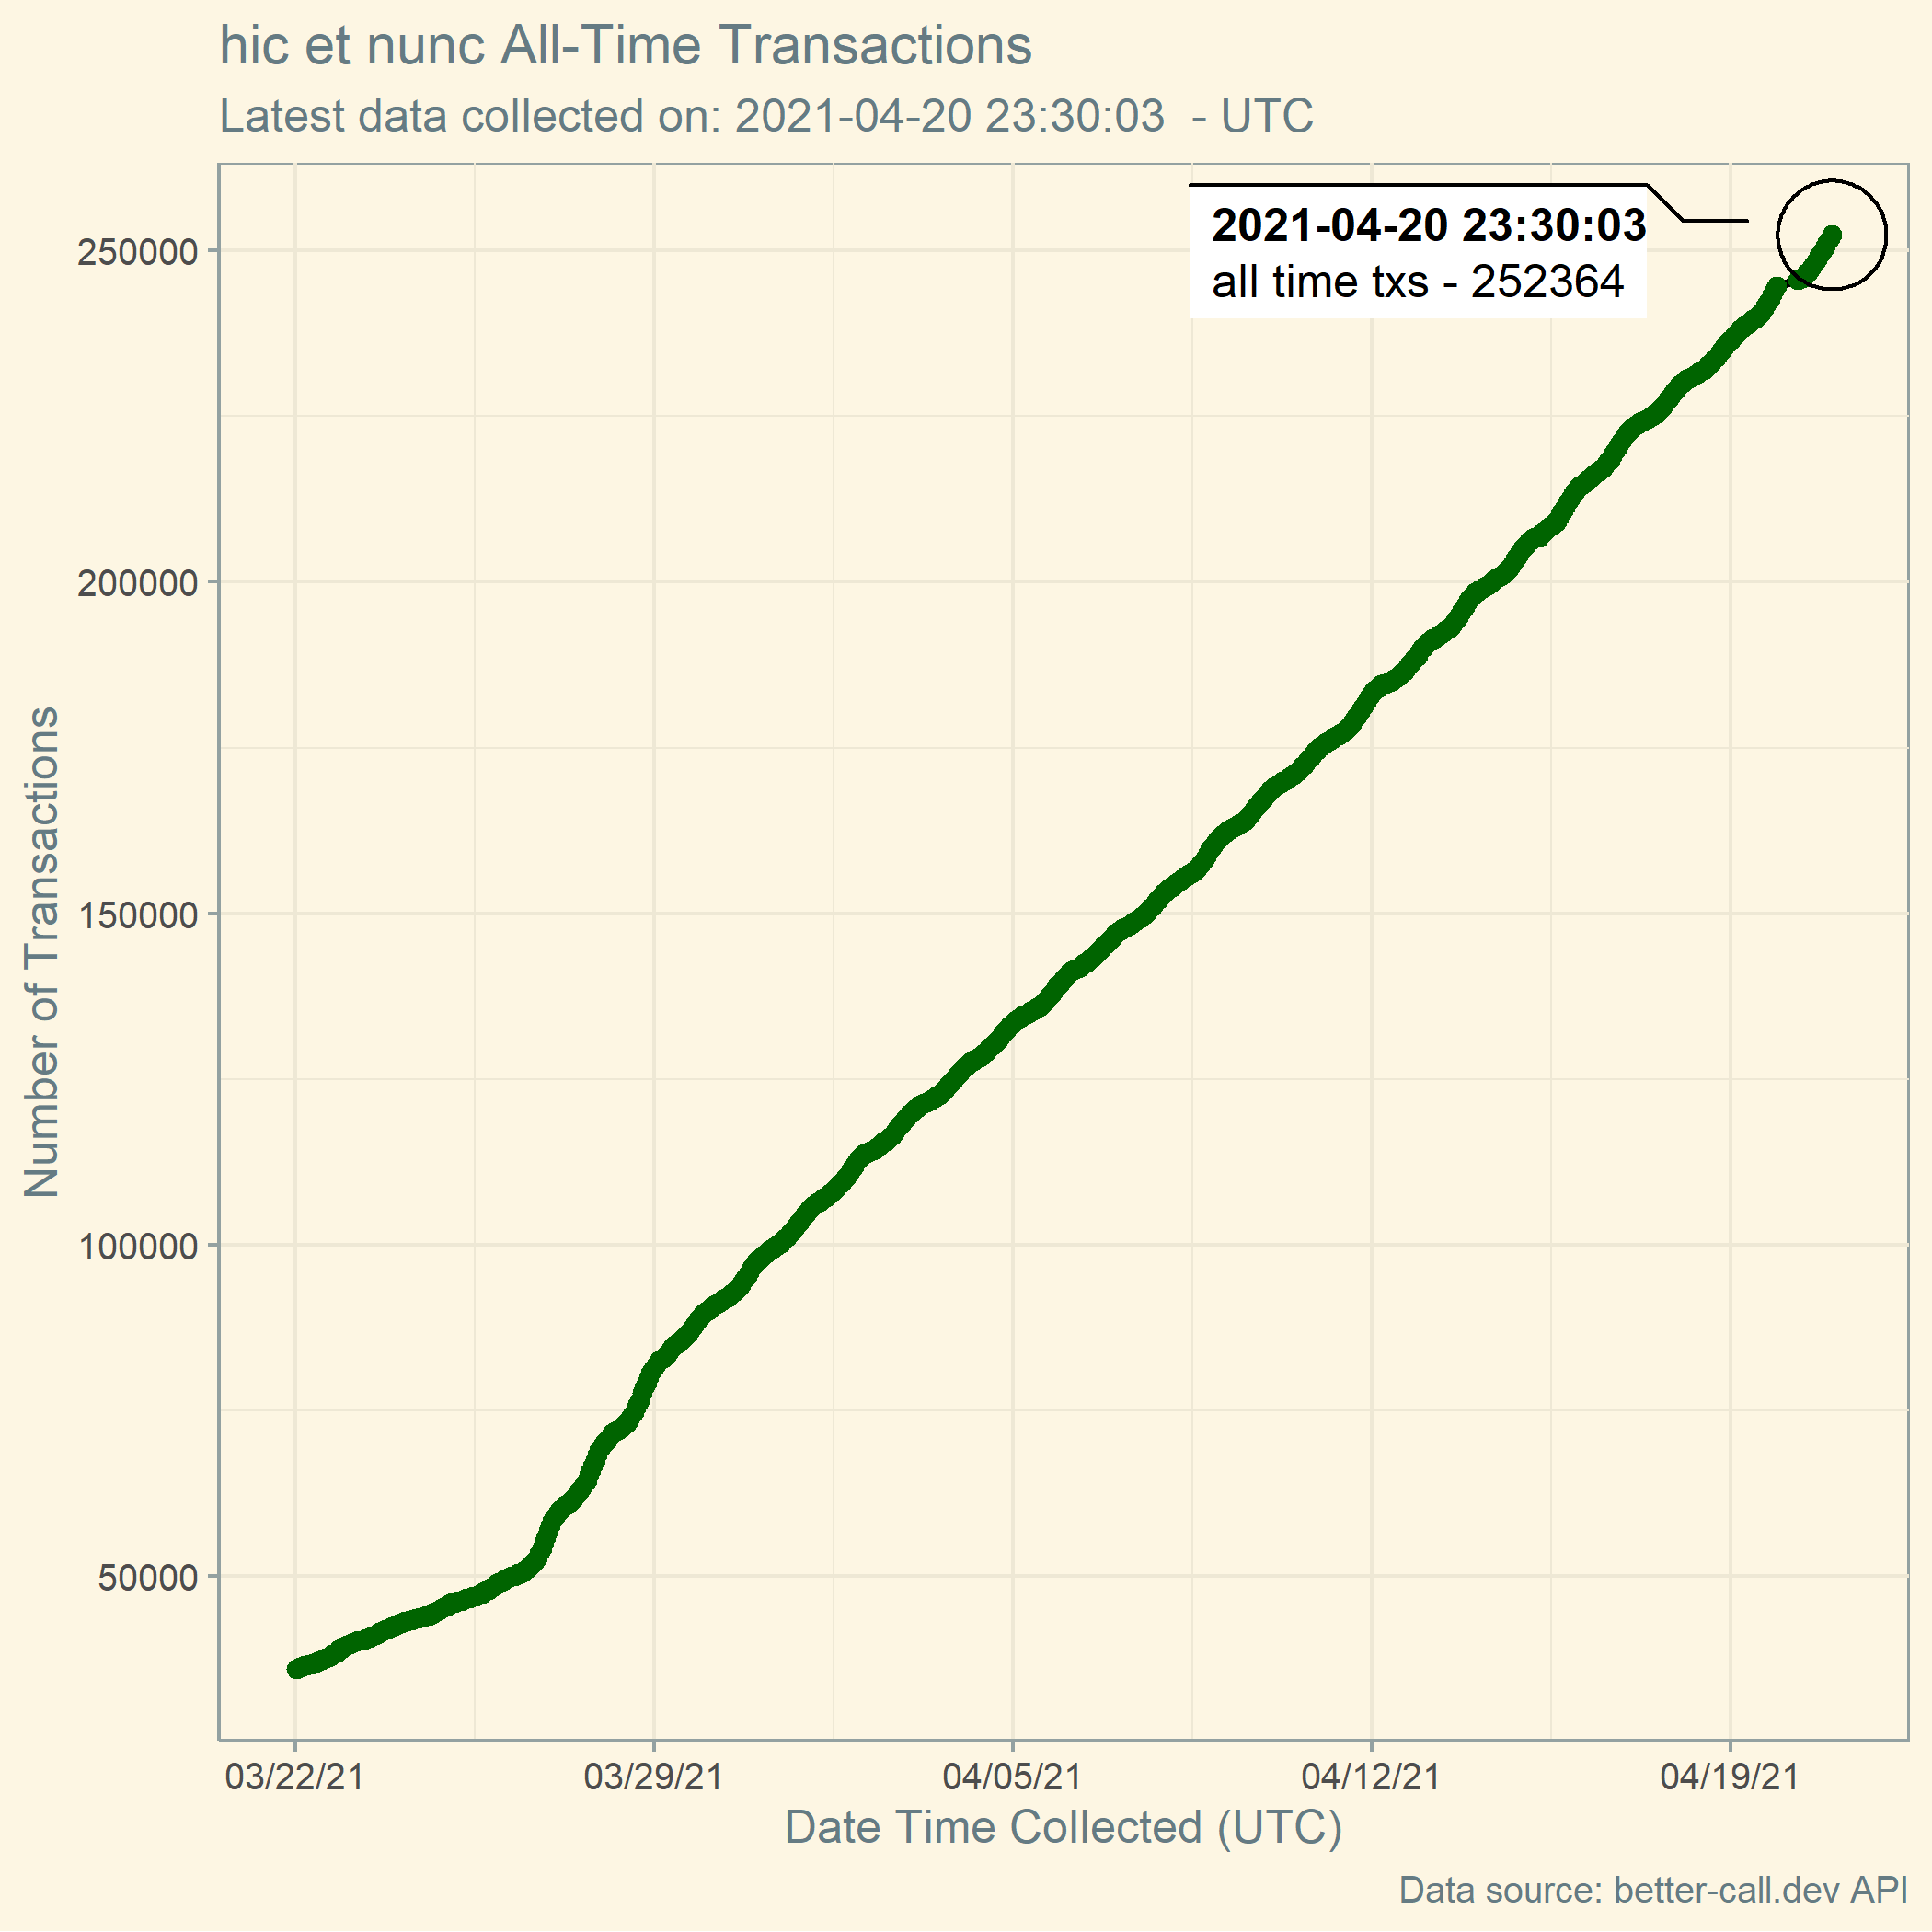 hic et nunc All-Time Transactions
Latest data collected on: 2021-04-20 23:30:03  - UTC
2021-04-20 23:30:03
all time txs - 252364
250000
200000
150000
100000
50000
Number of Transactions
03/22/21 03/29/21 04/05/21 04/12/21 04/19/21
Date Time Collected (UTC)
Data source: better-call.dev API